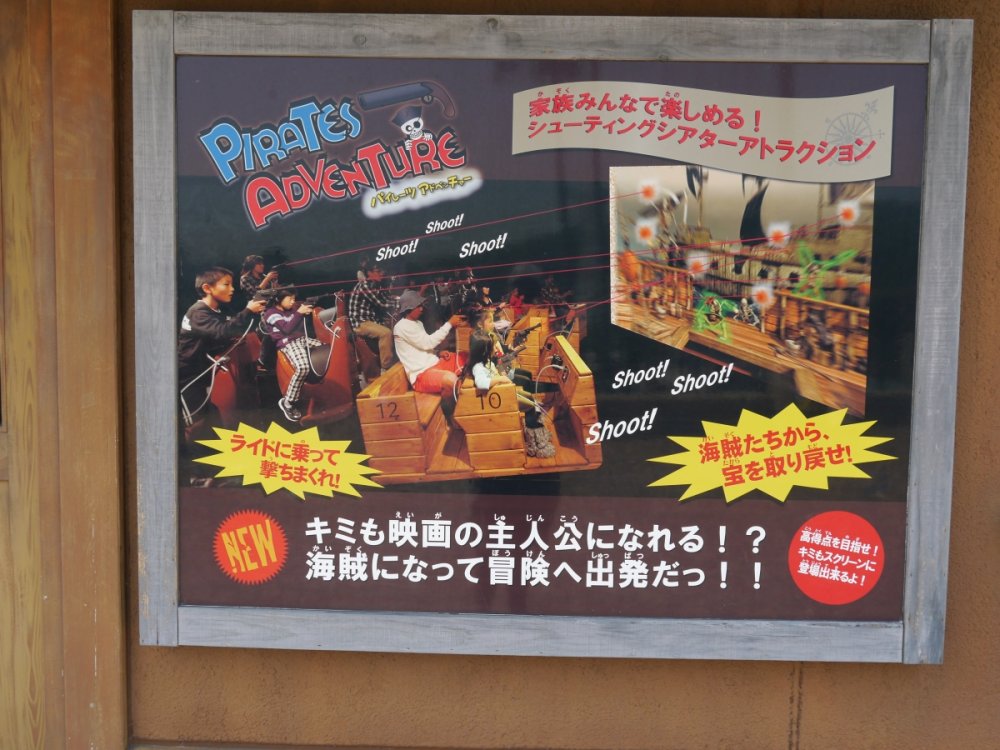 PIRATES
ADVENTURE
パイレーツ アドベンチャー
家族みんなで楽しめる！
シューティングシアターアトラクション
Shoot!
Shoot!
Shoot!
12
10
Shoot!
Shoot!
Shoot!
ライドに乗って
撃ちまくれ！
海賊たちから、
宝を取り戻せ！
NEW
キミも映画の主人公になれる！？
海賊になって冒険へ出発だっ！！
高得点を目指せ！
キミもスクリーンに
登場出来るよ！